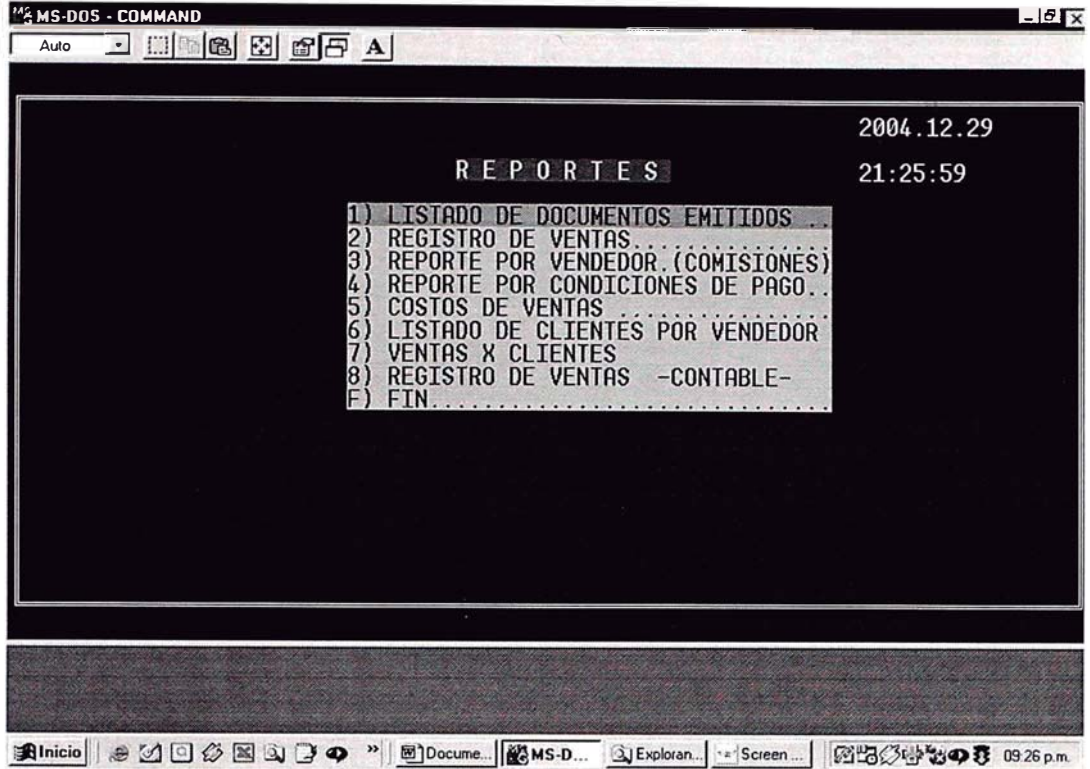 MS-DOS - COMMAND
Auto
A
2004.12.29
R E P O R T E S
21:25:59
1) LISTADO DE DOCUMENTOS EMITIDOS ..
2) REGISTRO DE VENTAS...............
3) REPORTE POR VENDEDOR.(COMISIONES)
4) REPORTE POR CONDICIONES DE PAGO..
5) COSTOS DE VENTAS ................
6) LISTADO DE CLIENTES POR VENDEDOR
7) VENTAS X CLIENTES
8) REGISTRO DE VENTAS -CONTABLE-
F) FIN..............................
Inicio » Docume... MS-D... Exploran... Screen ... 09:26 p.m.